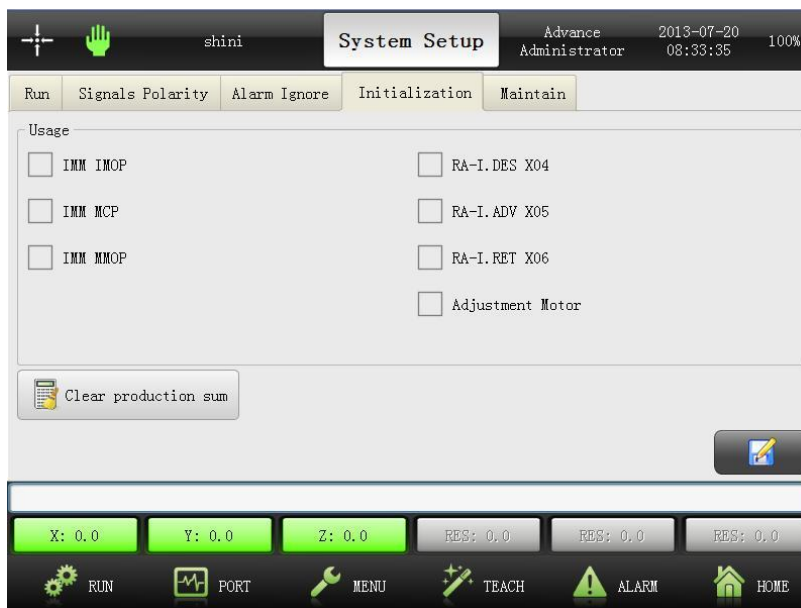 shini
System Setup
Advance
Administrator
2013-07-20
08:33:35
100%
Run
Signals Polarity
Alarm Ignore
Initialization
Maintain
Usage
IMM IMOP
RA-I.DES X04
IMM MCP
RA-I.ADV X05
IMM MMOP
RA-I.RET X06
Adjustment Motor
Clear production sum
X: 0.0
Y: 0.0
Z: 0.0
RES: 0.0
RES: 0.0
RES: 0.0
RUN
PORT
MENU
TEACH
ALARM
HOME